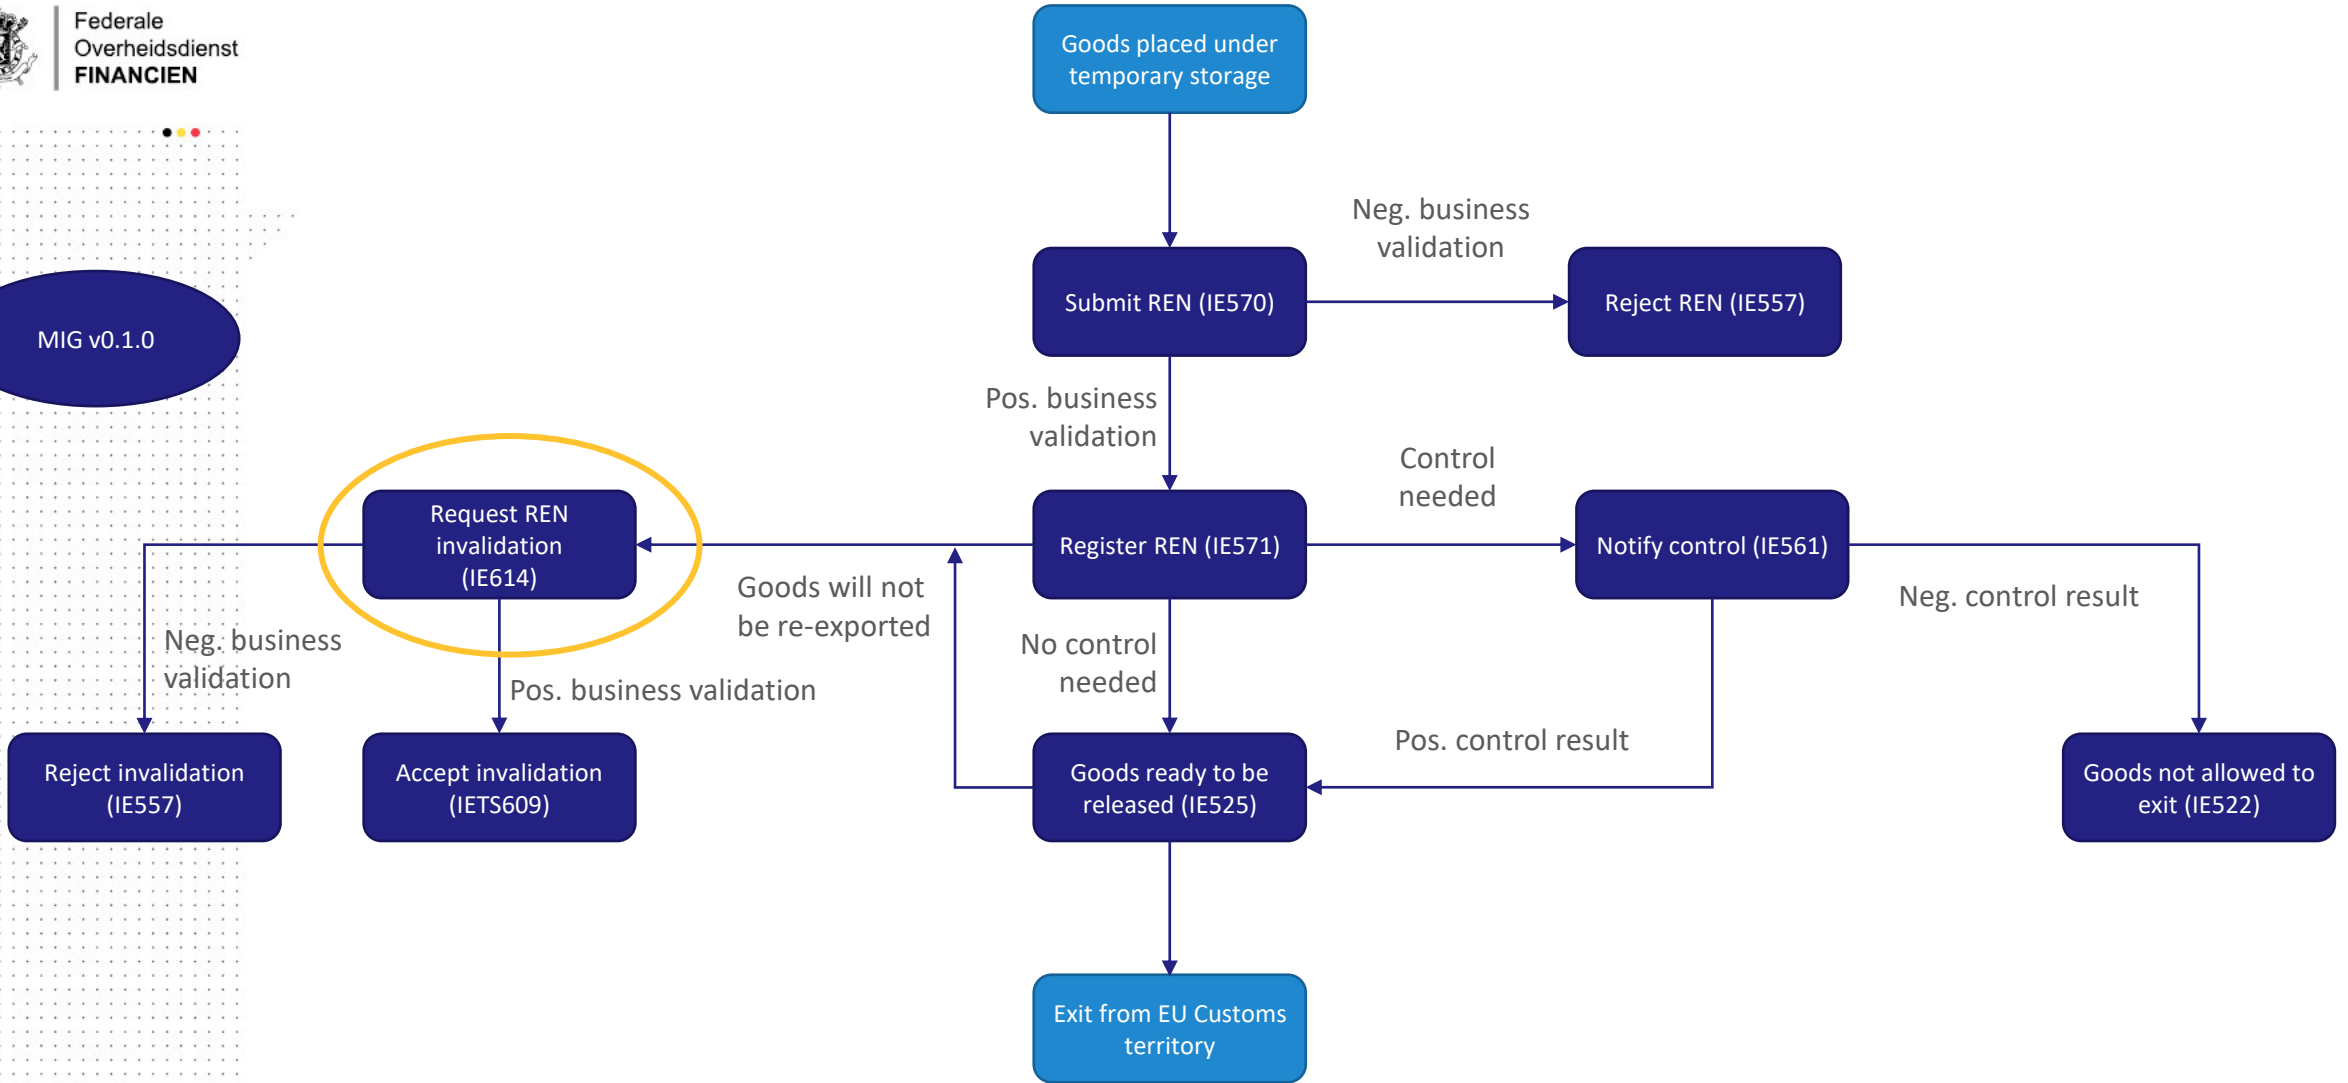 Federale
Overheidsdienst
FINANCIEN
Goods placed under
temporary storage
Neg. business
validation
Submit REN (IE570)
Reject REN (IE557)
MIG v0.1.0
Pos. business
validation
Control
needed
Request REN
invalidation
(IE614)
Register REN (IE571)
Notify control (IE561)
Goods will not
be re-exported
Neg. control result
Neg. business
validation
No control
needed
Pos. business validation
Pos. control result
Reject invalidation
(IE557)
Accept invalidation
(IETS609)
Goods ready to be
released (IE525)
Goods not allowed to
exit (IE522)
Exit from EU Customs
territory